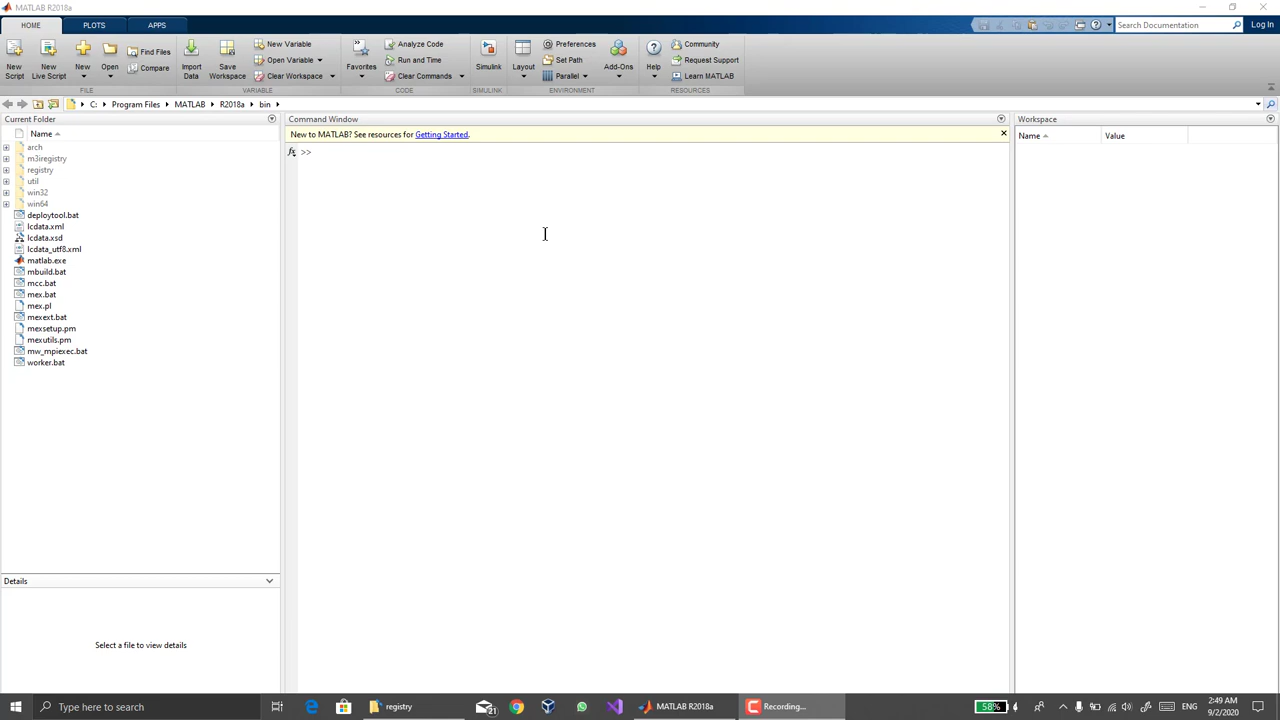 MATLAB R2018a
HOME PLOTS APPS Search Documentation Log In
New Script
New Live Script
New
Open
Find Files
Compare
FILE
Import Data
Save Workspace
New Variable
Open Variable
Clear Workspace
VARIABLE
Favorites
Analyze Code
Run and Time
Clear Commands
CODE
Simulink
SIMULINK
Layout
Preferences
Set Path
Parallel
Add-Ons
ENVIRONMENT
Help
Community
Request Support
Learn MATLAB
RESOURCES
C: Program Files MATLAB R2018a bin
Current Folder
Name
arch
m3iregistry
registry
util
win32
win64
deploytool.bat
lcdata.xml
lcdata.xsd
lcdata_utf8.xml
matlab.exe
mbuild.bat
mcc.bat
mex.bat
mex.pl
mexext.bat
mexsetup.pm
mexutils.pm
mw_mpiexec.bat
worker.bat
Details
Select a file to view details
Command Window
New to MATLAB? See resources for Getting Started.
fx >>
Workspace
Name Value
Type here to search
registry
21
MATLAB R2018a
Recording...
58%
ENG
2:49 AM
9/2/2020